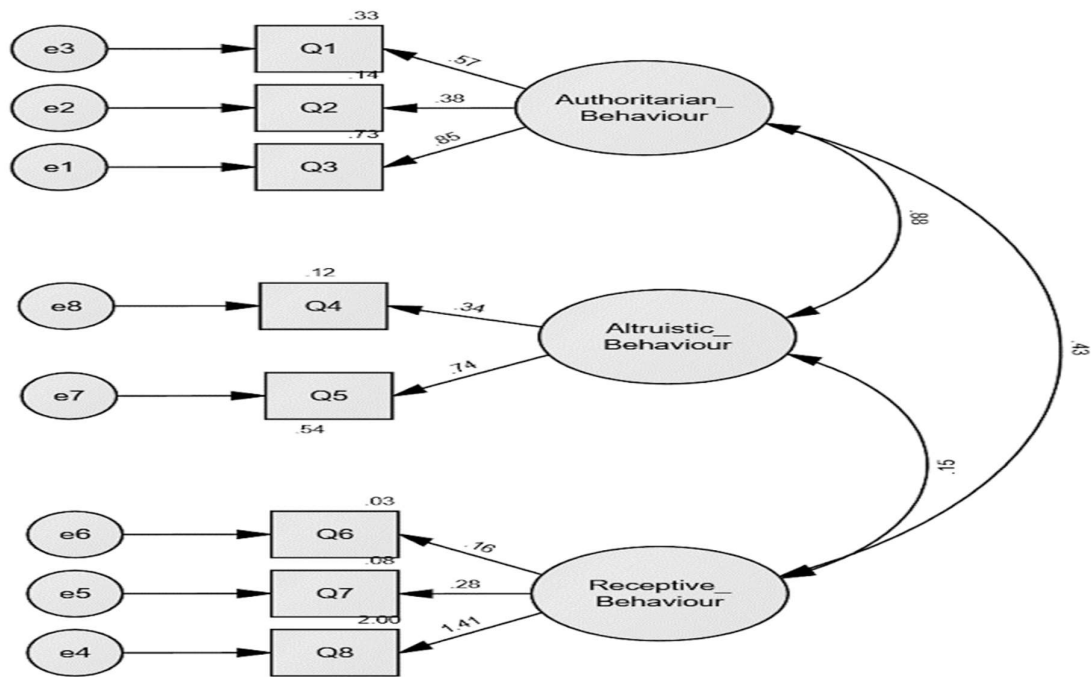 .33
e3
Q1
.57
.14
e2
Q2
.38
Authoritarian_
Behaviour
.73
e1
Q3
.85
.88
.12
e8
Q4
.34
Altruistic_
Behaviour
.43
e7
Q5
.74
.54
.15
.03
e6
Q6
.16
.08
e5
Q7
.28
Receptive_
Behaviour
2.00
e4
Q8
1.41